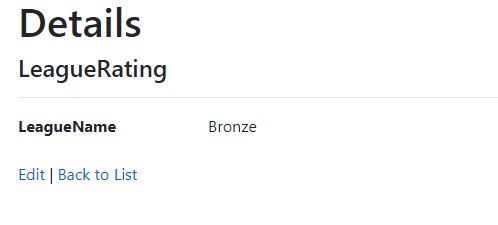 Details
LeagueRating
LeagueName Bronze
Edit | Back to List